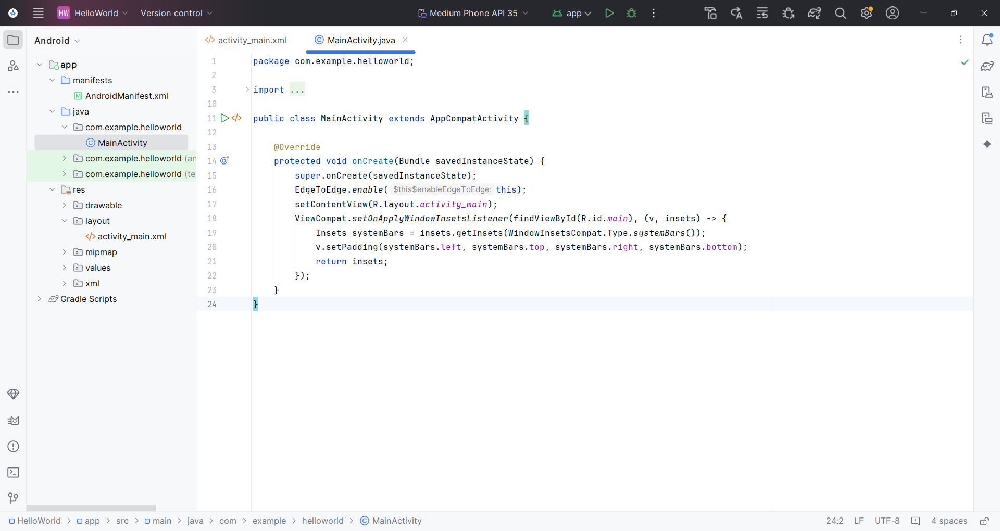 HW HelloWorld Version control Medium Phone API 35 app
Android
activity_main.xml MainActivity.java
app
manifests
AndroidManifest.xml
java
com.example.helloworld
MainActivity
com.example.helloworld (an
com.example.helloworld (te
res
drawable
layout
activity_main.xml
mipmap
values
xml
Gradle Scripts
1 package com.example.helloworld;
2
3 import ...
10
11 public class MainActivity extends AppCompatActivity {
12
13 @Override
14 protected void onCreate(Bundle savedInstanceState) {
15 super.onCreate(savedInstanceState);
16 EdgeToEdge.enable( $this$enableEdgeToEdge: this);
17 setContentView(R.layout.activity_main);
18 ViewCompat.setOnApplyWindowInsetsListener(findViewById(R.id.main), (v, insets) -> {
19 Insets systemBars = insets.getInsets(WindowInsetsCompat.Type.systemBars());
20 v.setPadding(systemBars.left, systemBars.top, systemBars.right, systemBars.bottom);
21 return insets;
22 });
23 }
24 }
HelloWorld > app > src > main > java > com > example > helloworld > MainActivity 24:2 LF UTF-8 4 spaces